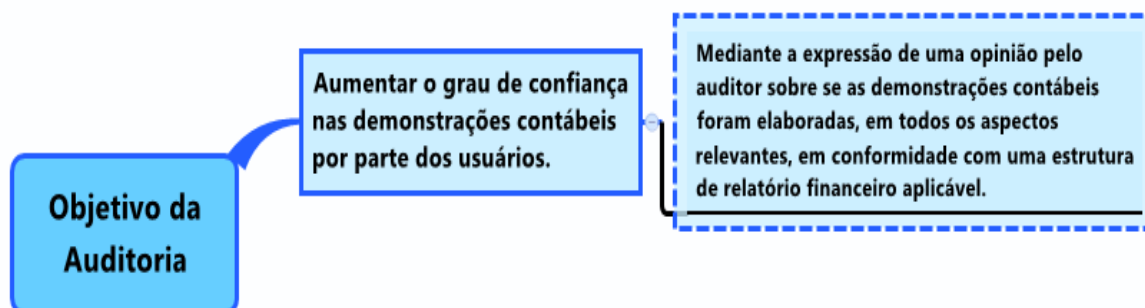 Objetivo da
Auditoria
Aumentar o grau de confiança
nas demonstrações contábeis
por parte dos usuários.
Mediante a expressão de uma opinião pelo
auditor sobre se as demonstrações contábeis
foram elaboradas, em todos os aspectos
relevantes, em conformidade com uma estrutura
de relatório financeiro aplicável.